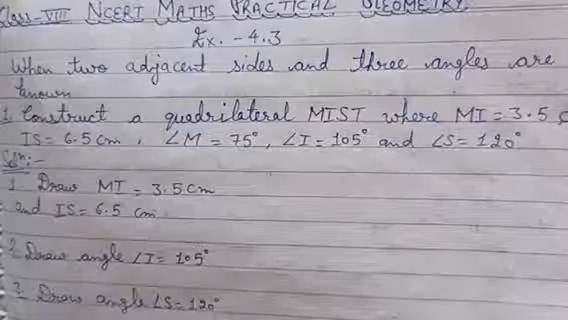 Class-VIII NCERT MATHS PRACTICAL GEOMETRY
Ex. - 4.3
When two adjacent sides and three angles are
known
1. Construct a quadrilateral MIST where MI = 3.5 c
IS = 6.5 cm, ∠M = 75°, ∠I = 105° and ∠S = 120°
Soln:-
1. Draw MI = 3.5 cm
and IS = 6.5 cm
2. Draw angle ∠I = 105°
3. Draw angle ∠S = 120°